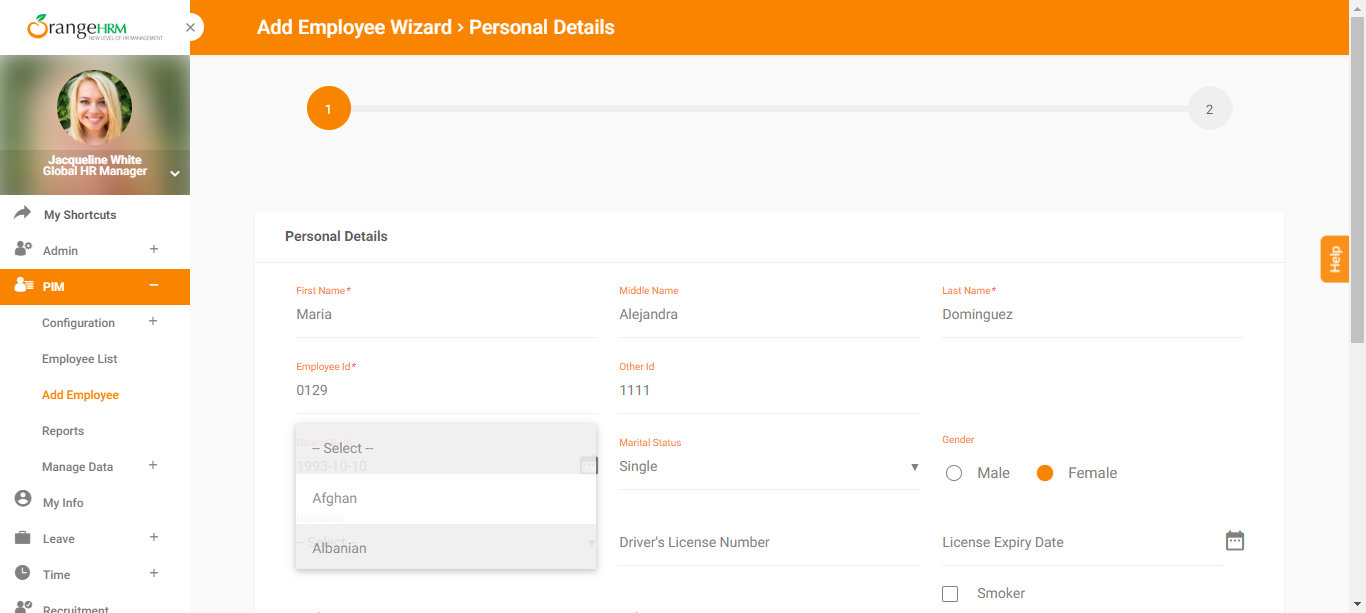 OrangeHRM
NEW LEVEL OF HR MANAGEMENT
Add Employee Wizard › Personal Details
1
2
Jacqueline White
Global HR Manager
My Shortcuts
Admin
PIM
Configuration
Employee List
Add Employee
Reports
Manage Data
My Info
Leave
Time
Recruitment
Help
Personal Details
First Name*
Middle Name
Last Name*
Maria
Alejandra
Dominguez
Employee Id*
Other Id
0129
1111
-- Select --
1993-10-10
Afghan
Nationality
-- Select --
Albanian
Marital Status
Single
Gender
Male
Female
Driver's License Number
License Expiry Date
Smoker